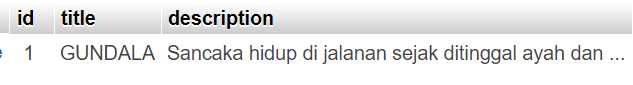 id title description
1 GUNDALA Sancaka hidup di jalanan sejak ditinggal ayah dan ...